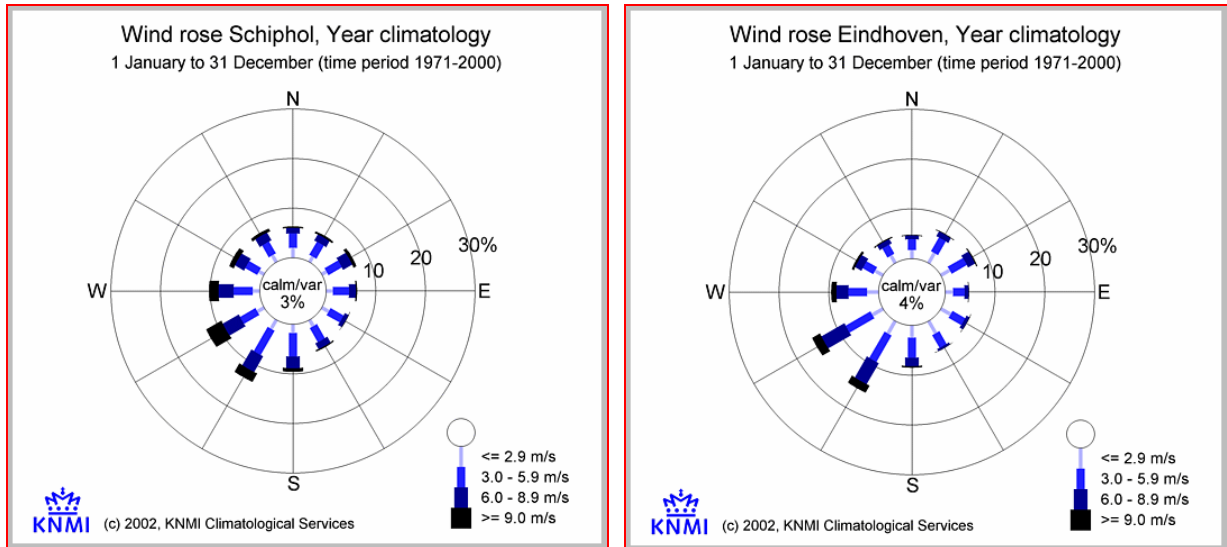 Wind rose Schiphol, Year climatology
1 January to 31 December (time period 1971-2000)
N
30%
20
10
W
calm/var
3%
E
S
<= 2.9 m/s
3.0 - 5.9 m/s
6.0 - 8.9 m/s
>= 9.0 m/s
KNMI
(c) 2002, KNMI Climatological Services
Wind rose Eindhoven, Year climatology
1 January to 31 December (time period 1971-2000)
N
30%
20
10
W
calm/var
4%
E
S
<= 2.9 m/s
3.0 - 5.9 m/s
6.0 - 8.9 m/s
>= 9.0 m/s
KNMI
(c) 2002, KNMI Climatological Services